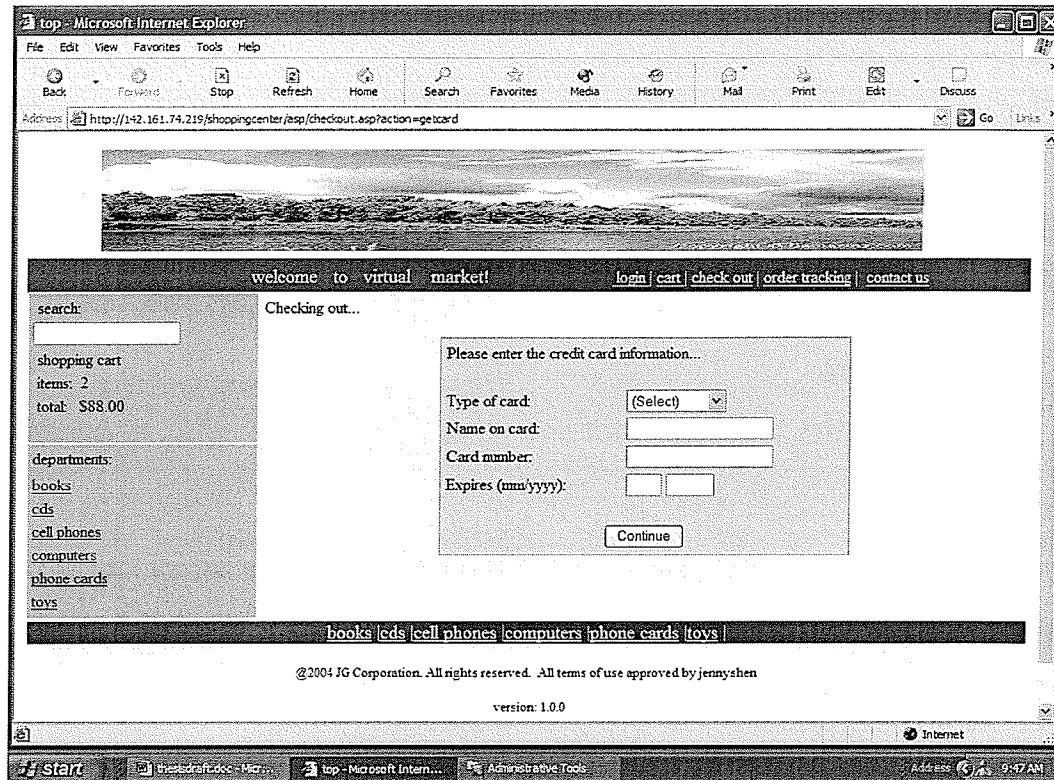 top - Microsoft Internet Explorer
File Edit View Favorites Tools Help
Back Forward Stop Refresh Home Search Favorites Media History Mail Print Edit Discuss
Address http://142.161.74.219/shoppingcenter/asp/checkout.asp?action=getcard Go Links
welcome to virtual market! login | cart | check out | order tracking | contact us
search:
shopping cart
items: 2
total: $88.00
departments:
books
cds
cell phones
computers
phone cards
toys
Checking out...
Please enter the credit card information...
Type of card: (Select)
Name on card:
Card number:
Expires (mm/yyyy):
Continue
books |cds |cell phones |computers |phone cards |toys |
@2004 JG Corporation. All rights reserved. All terms of use approved by jennyshen
version: 1.0.0
Internet
start thesisdraft.doc - Micr... top - Microsoft Intern... Administrative Tools Address 9:47 AM